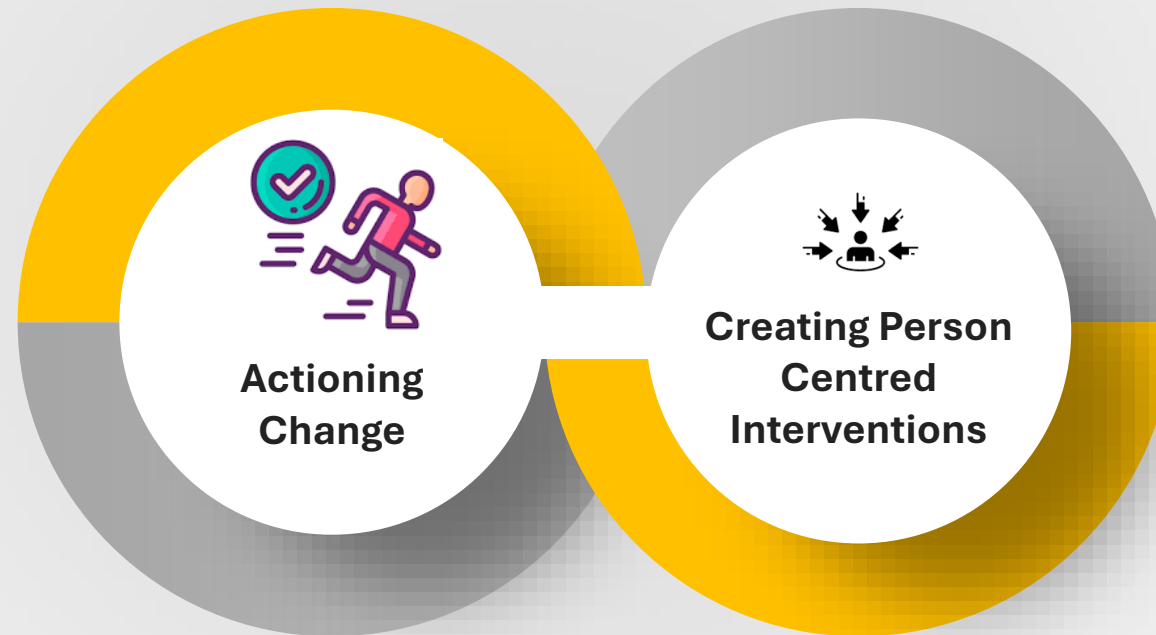 Actioning
Change
Creating Person
Centred
Interventions